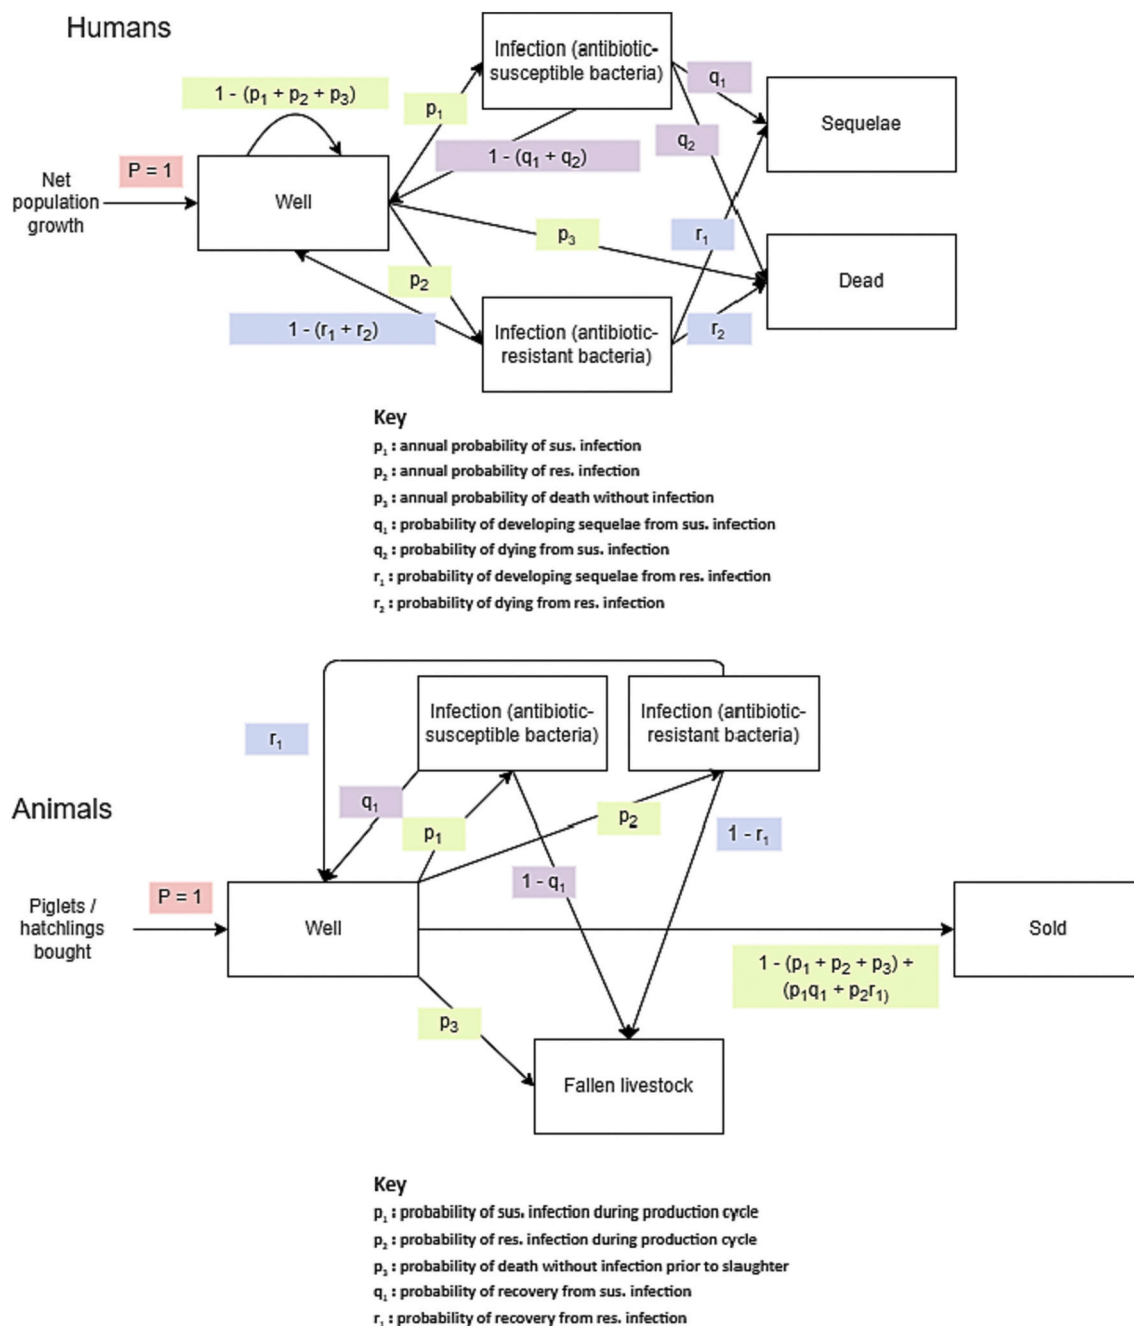 Humans
Infection (antibiotic-
susceptible bacteria)
q₁
Sequelae
1 - (p₁ + p₂ + p₃)
p₁
q₂
1 - (q₁ + q₂)
P = 1
Net
population
growth
Well
p₃
r₁
Dead
p₂
1 - (r₁ + r₂)
Infection (antibiotic-
resistant bacteria)
r₂
Key
p₁ : annual probability of sus. infection
p₂ : annual probability of res. infection
p₃ : annual probability of death without infection
q₁ : probability of developing sequelae from sus. infection
q₂ : probability of dying from sus. infection
r₁ : probability of developing sequelae from res. infection
r₂ : probability of dying from res. infection
Infection (antibiotic-
susceptible bacteria)
Infection (antibiotic-
resistant bacteria)
r₁
Animals
q₁
p₁
p₂
1 - r₁
1 - q₁
P = 1
Piglets /
hatchlings
bought
Well
Sold
1 - (p₁ + p₂ + p₃) +
(p₁q₁ + p₂r₁)
p₃
Fallen livestock
Key
p₁ : probability of sus. infection during production cycle
p₂ : probability of res. infection during production cycle
p₃ : probability of death without infection prior to slaughter
q₁ : probability of recovery from sus. infection
r₁ : probability of recovery from res. infection